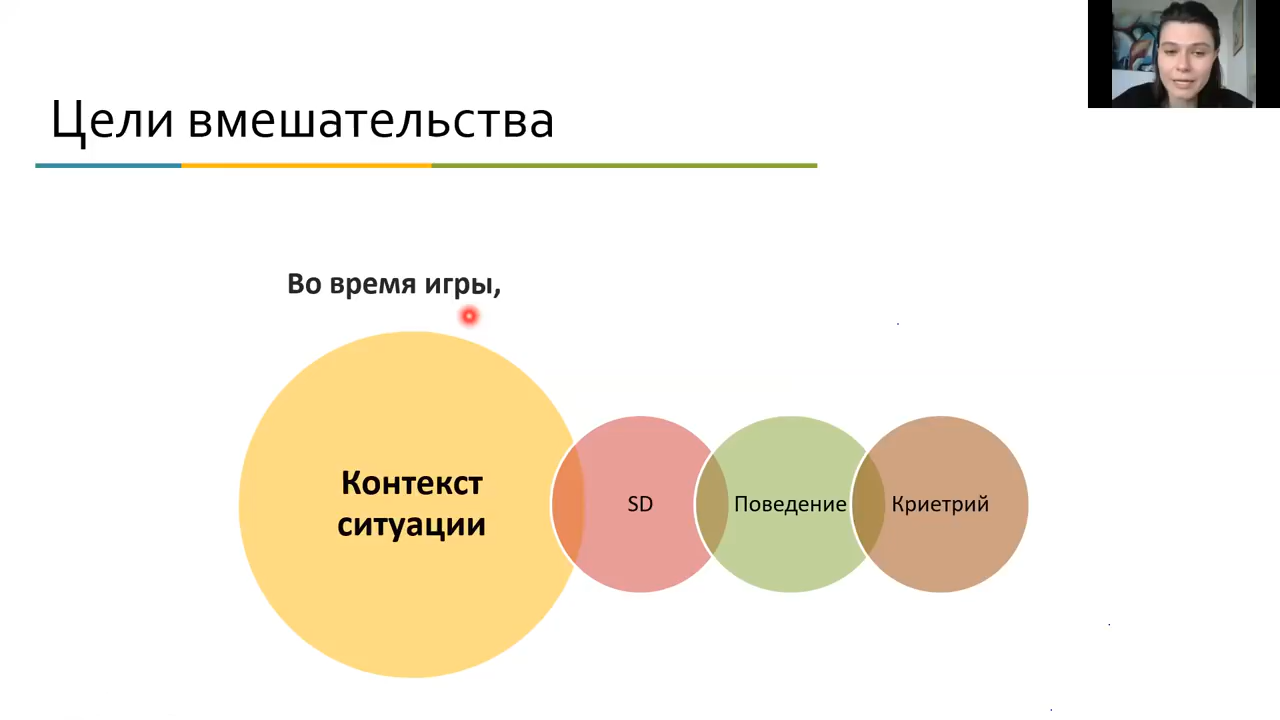 Цели вмешательства
Во время игры,
Контекст
ситуации
SD
Поведение
Криетрий